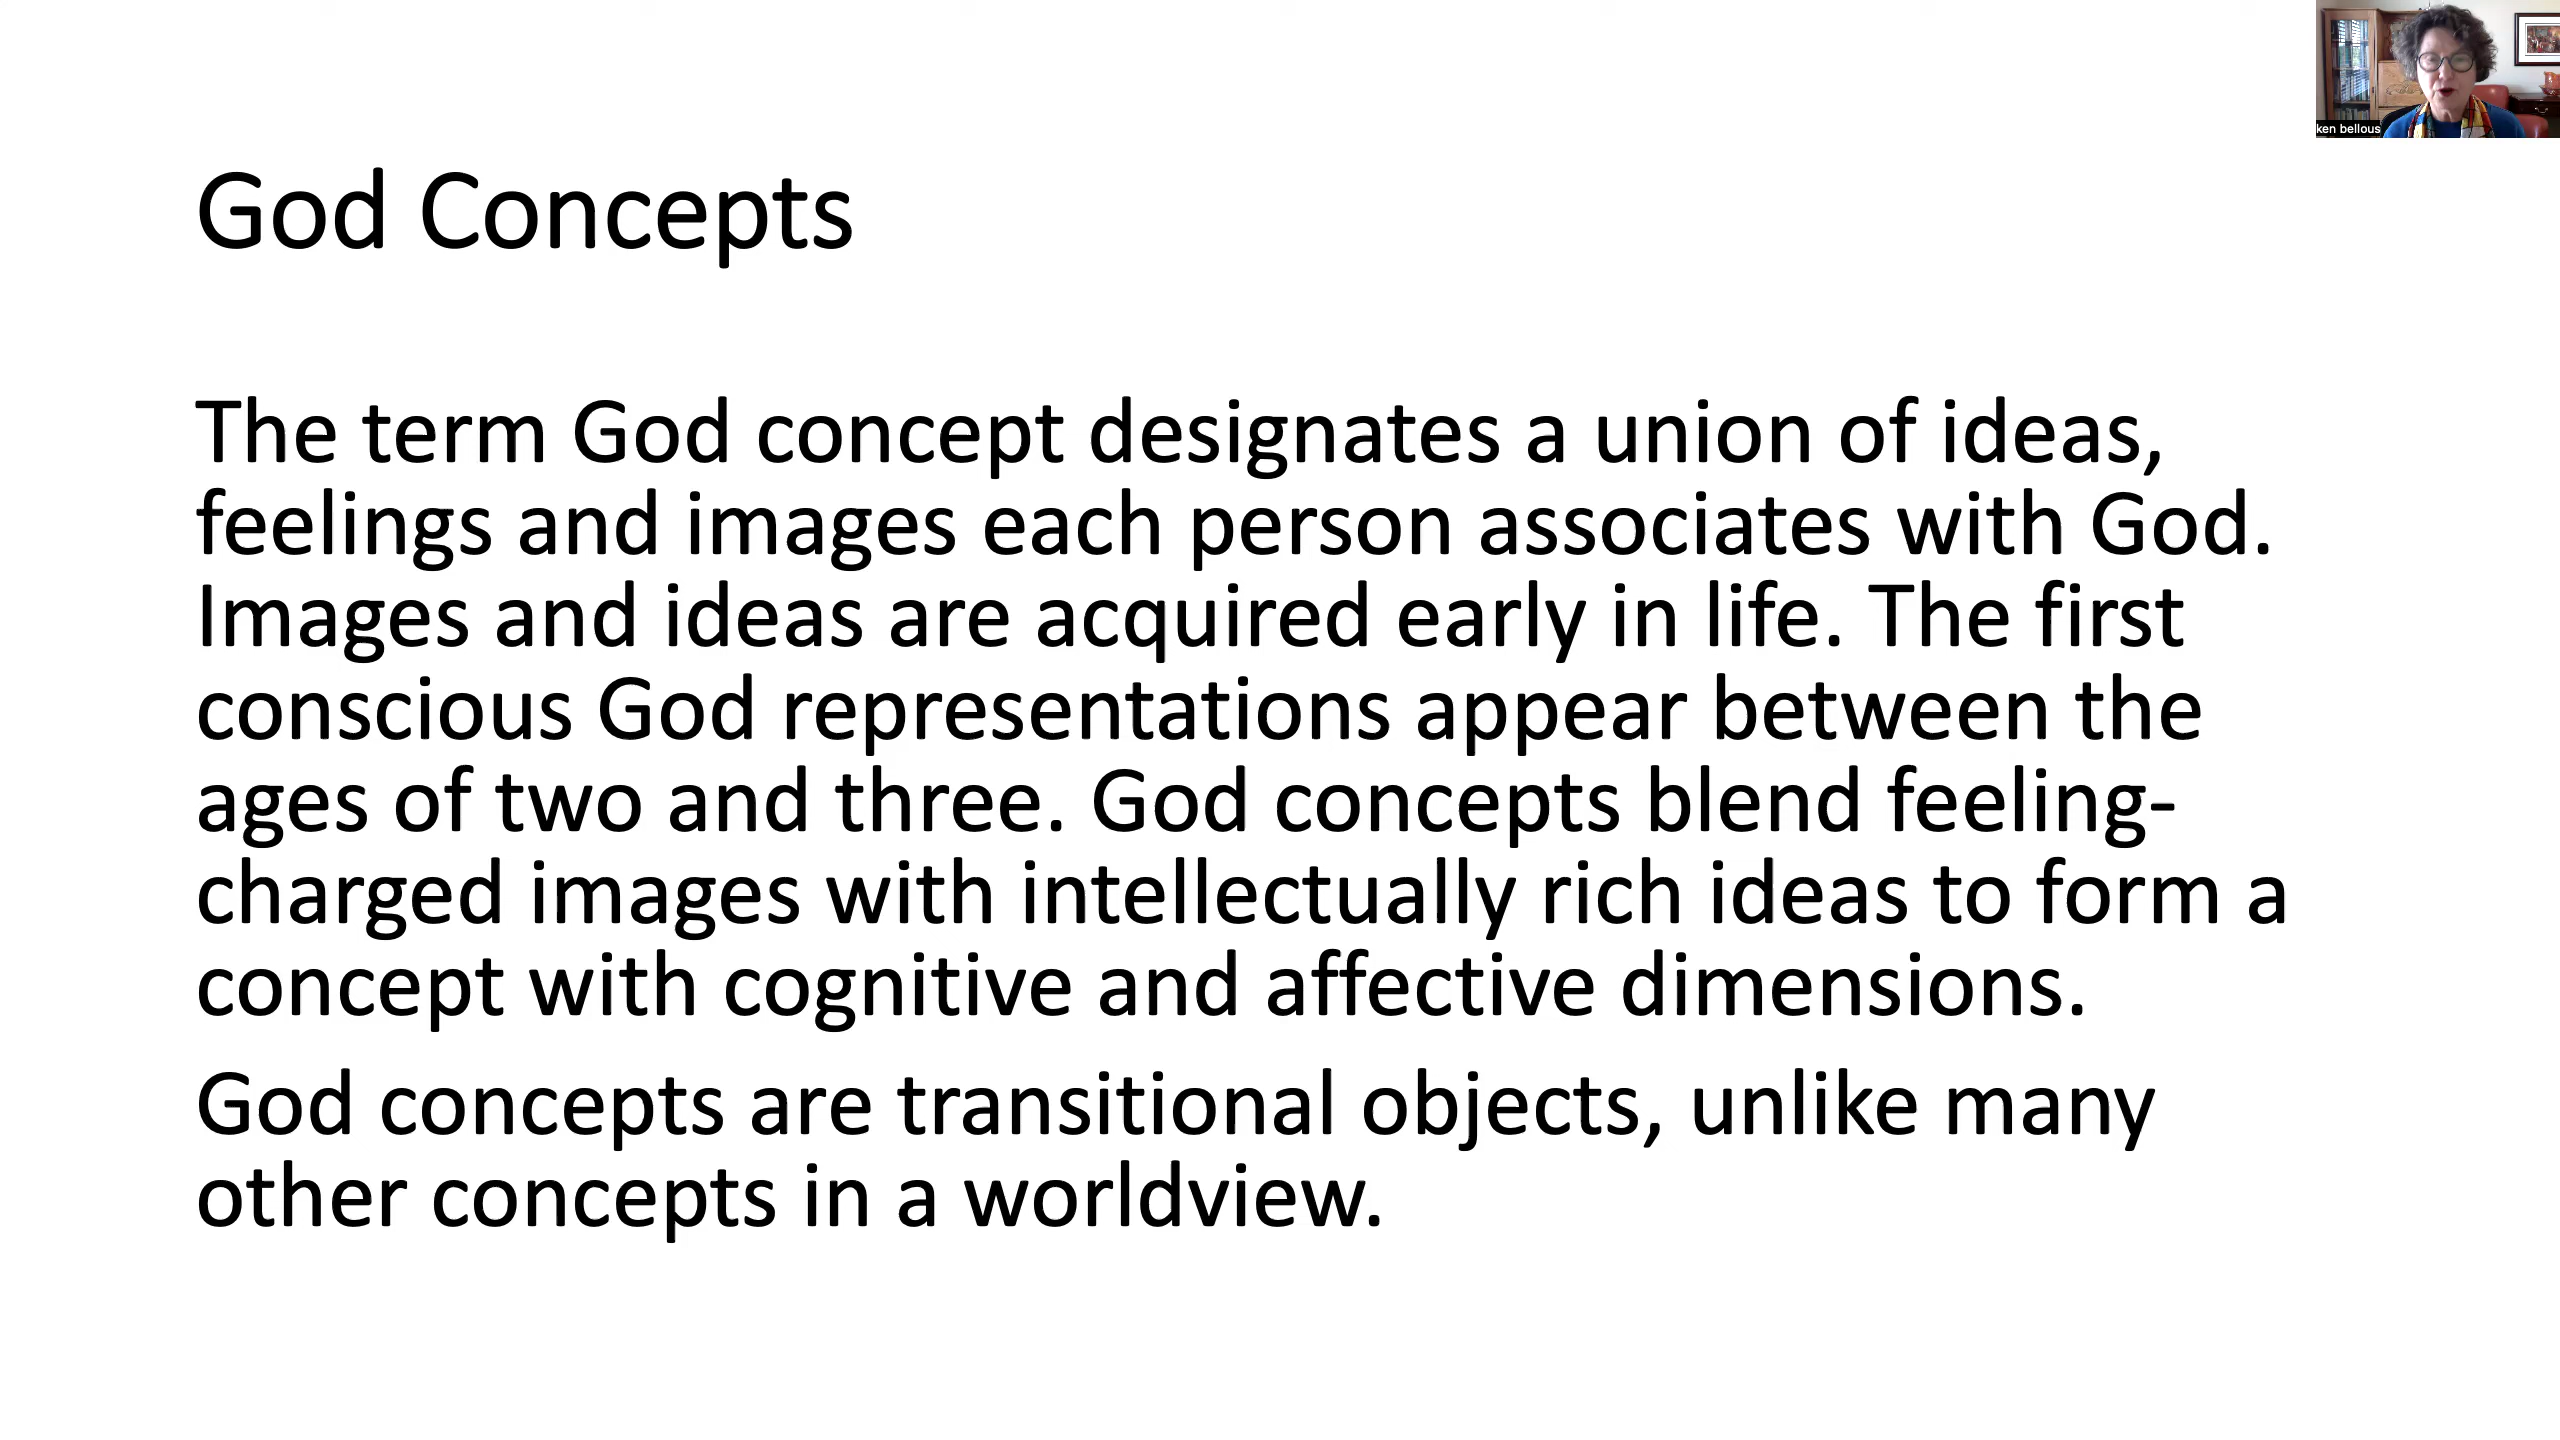 ken bellous
God Concepts
The term God concept designates a union of ideas,
feelings and images each person associates with God.
Images and ideas are acquired early in life. The first
conscious God representations appear between the
ages of two and three. God concepts blend feeling-
charged images with intellectually rich ideas to form a
concept with cognitive and affective dimensions.
God concepts are transitional objects, unlike many
other concepts in a worldview.